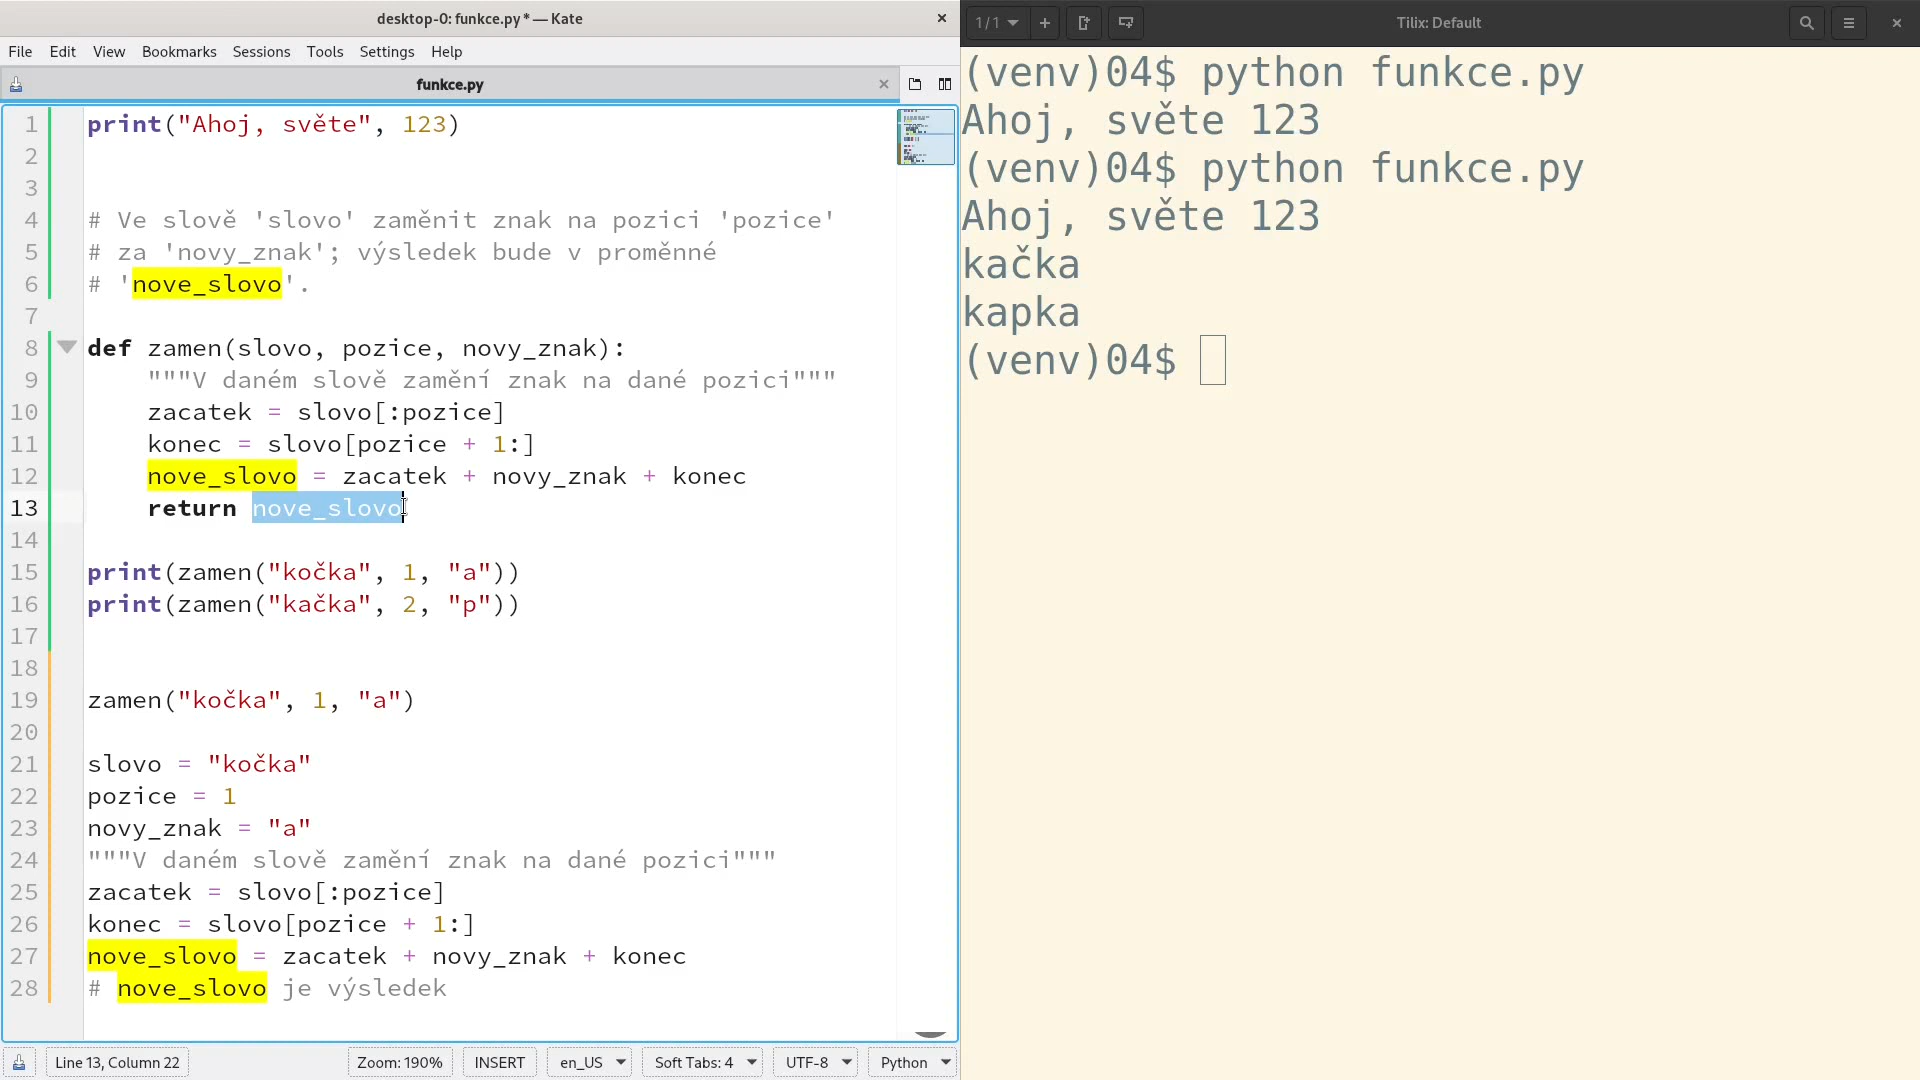 desktop-0: funkce.py * — Kate
File Edit View Bookmarks Sessions Tools Settings Help
funkce.py
1 print("Ahoj, světe", 123)
2
3
4 # Ve slově 'slovo' zaměnit znak na pozici 'pozice'
5 # za 'novy_znak'; výsledek bude v proměnné
6 # 'nove_slovo'.
7
8 def zamen(slovo, pozice, novy_znak):
9 """V daném slově zamění znak na dané pozici"""
10 zacatek = slovo[:pozice]
11 konec = slovo[pozice + 1:]
12 nove_slovo = zacatek + novy_znak + konec
13 return nove_slovo
14
15 print(zamen("kočka", 1, "a"))
16 print(zamen("kačka", 2, "p"))
17
18
19 zamen("kočka", 1, "a")
20
21 slovo = "kočka"
22 pozice = 1
23 novy_znak = "a"
24 """V daném slově zamění znak na dané pozici"""
25 zacatek = slovo[:pozice]
26 konec = slovo[pozice + 1:]
27 nove_slovo = zacatek + novy_znak + konec
28 # nove_slovo je výsledek
Line 13, Column 22 Zoom: 190% INSERT en_US Soft Tabs: 4 UTF-8 Python
1 / 1 Tilix: Default
(venv)04$ python funkce.py
Ahoj, světe 123
(venv)04$ python funkce.py
Ahoj, světe 123
kačka
kapka
(venv)04$